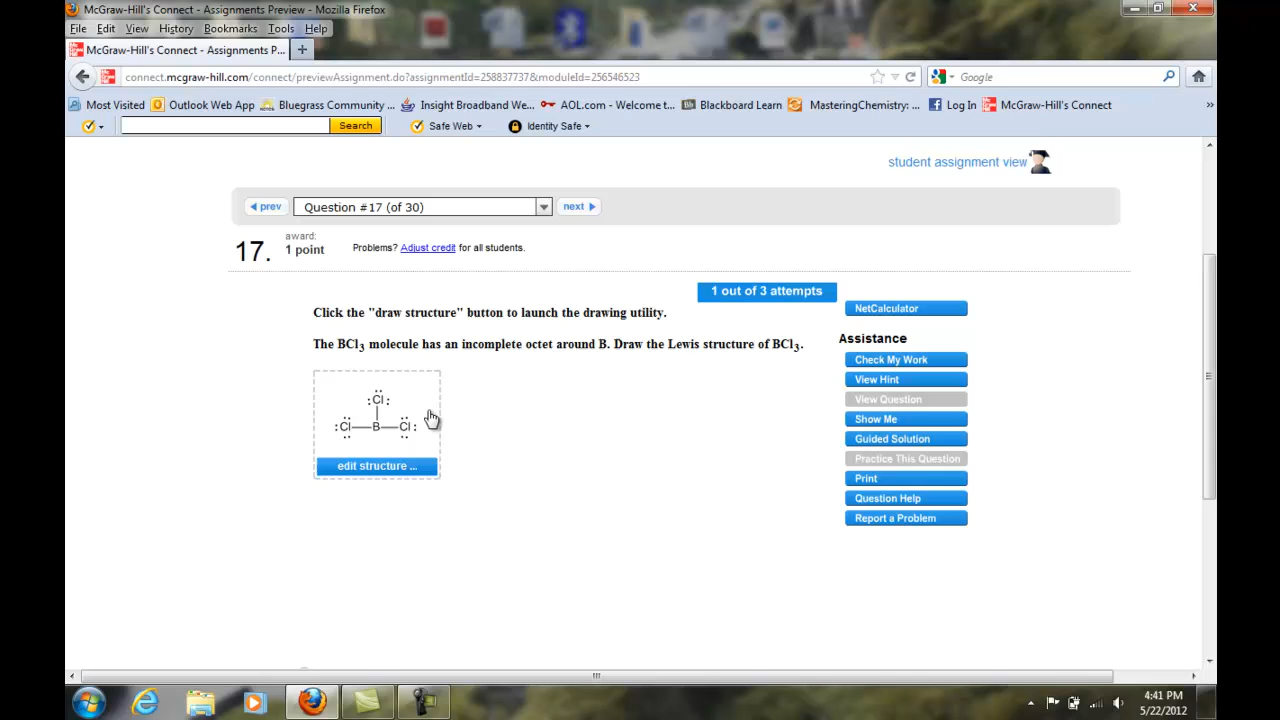 McGraw-Hill's Connect - Assignments Preview - Mozilla Firefox
File Edit View History Bookmarks Tools Help
McGraw-Hill's Connect - Assignments P... +
connect.mcgraw-hill.com/connect/previewAssignment.do?assignmentId=258837737&moduleId=256546523 Google
Most Visited Outlook Web App Bluegrass Community ... Insight Broadband We... AOL.com - Welcome t... Blackboard Learn MasteringChemistry: ... Log In McGraw-Hill's Connect »
Search Safe Web Identity Safe
student assignment view
prev Question #17 (of 30) next
17. award: Problems? Adjust credit for all students.
1 point
1 out of 3 attempts
Click the "draw structure" button to launch the drawing utility.
The BCl3 molecule has an incomplete octet around B. Draw the Lewis structure of BCl3.
:Cl:
:Cl—B—Cl:
edit structure ...
NetCalculator
Assistance
Check My Work
View Hint
View Question
Show Me
Guided Solution
Practice This Question
Print
Question Help
Report a Problem
4:41 PM
5/22/2012